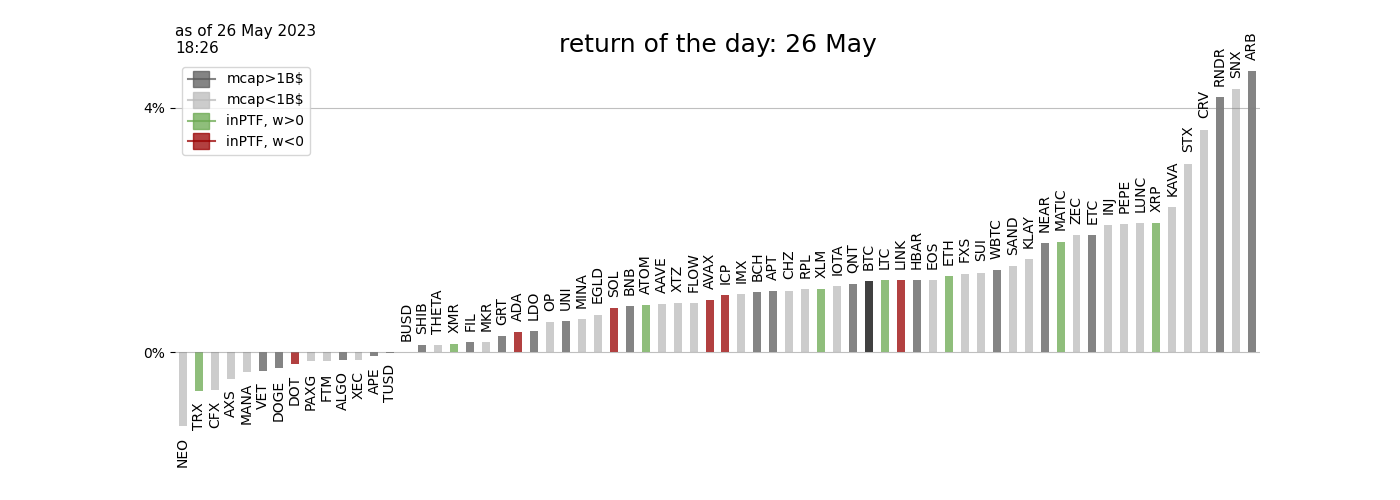 as of 26 May 2023
18:26
return of the day: 26 May
mcap>1B$
mcap<1B$
inPTF, w>0
inPTF, w<0
4%
0%
NEO
TRX
CFX
AXS
MANA
VET
DOGE
DOT
PAXG
FTM
ALGO
XEC
APE
TUSD
BUSD
SHIB
THETA
XMR
FIL
MKR
GRT
ADA
LDO
OP
UNI
MINA
EGLD
SOL
BNB
ATOM
AAVE
XTZ
FLOW
AVAX
ICP
IMX
BCH
APT
CHZ
RPL
XLM
IOTA
QNT
BTC
LTC
LINK
HBAR
EOS
ETH
FXS
SUI
WBTC
SAND
KLAY
NEAR
MATIC
ZEC
ETC
INJ
PEPE
LUNC
XRP
KAVA
STX
CRV
RNDR
SNX
ARB